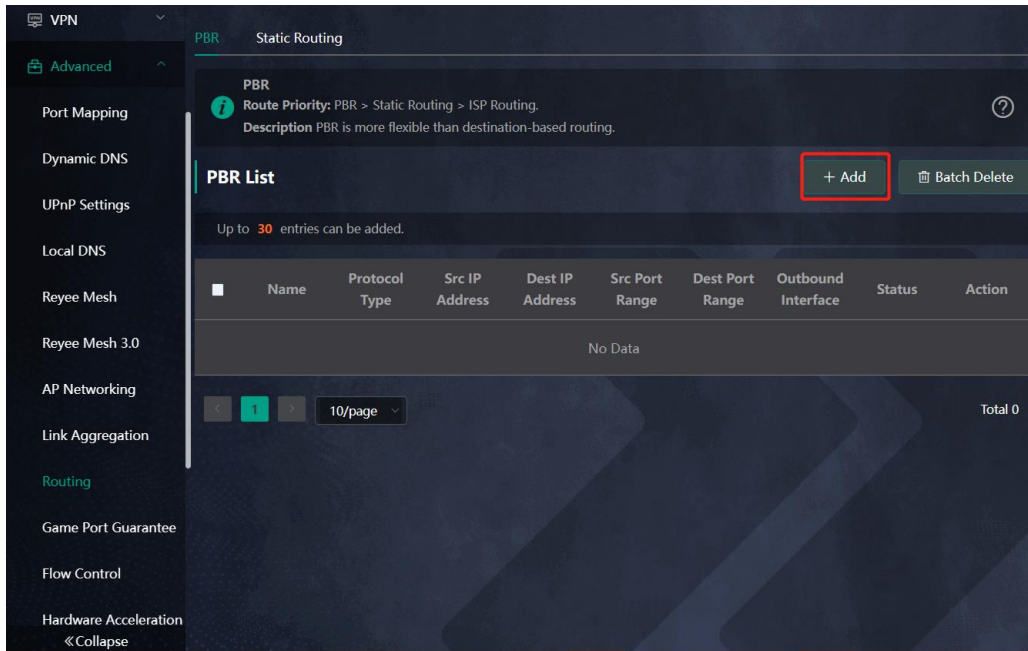 VPN
Advanced
Port Mapping
Dynamic DNS
UPnP Settings
Local DNS
Reyee Mesh
Reyee Mesh 3.0
AP Networking
Link Aggregation
Routing
Game Port Guarantee
Flow Control
Hardware Acceleration
«Collapse
PBR Static Routing
PBR
Route Priority: PBR > Static Routing > ISP Routing.
Description PBR is more flexible than destination-based routing.
PBR List
+ Add
Batch Delete
Up to 30 entries can be added.
Name Protocol Type Src IP Address Dest IP Address Src Port Range Dest Port Range Outbound Interface Status Action
No Data
< 1 > 10/page Total 0